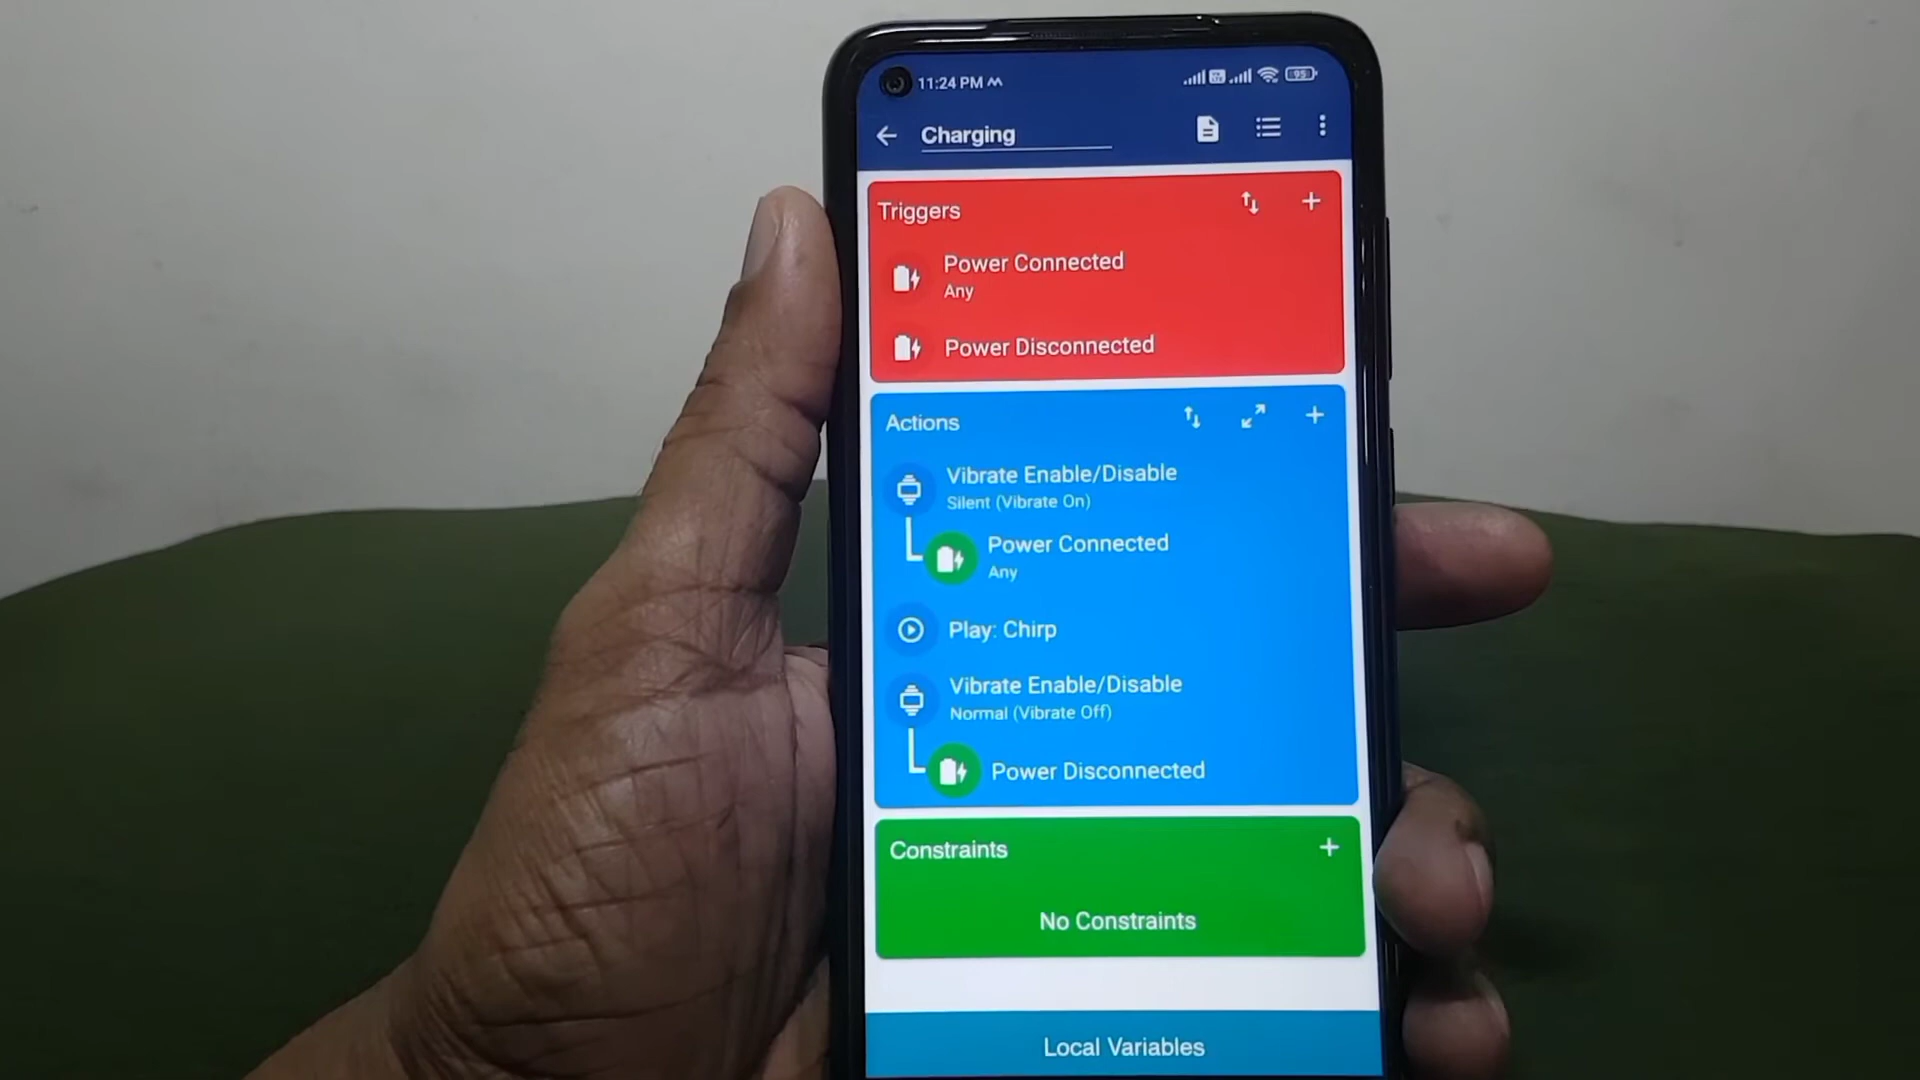 11:24 PM
95
Charging
Triggers
Power Connected
Any
Power Disconnected
Actions
Vibrate Enable/Disable
Silent (Vibrate On)
Power Connected
Any
Play: Chirp
Vibrate Enable/Disable
Normal (Vibrate Off)
Power Disconnected
Constraints
No Constraints
Local Variables